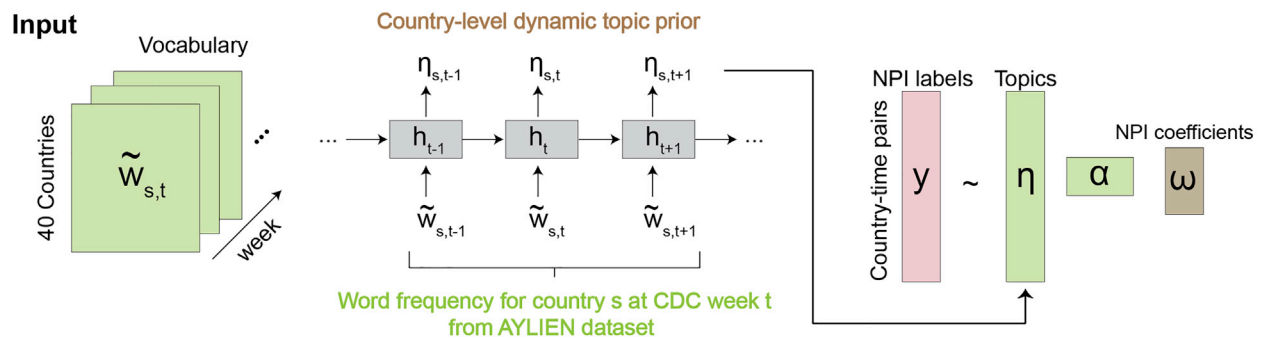 Input
Vocabulary
40 Countries
w̃s,t
...
week
Country-level dynamic topic prior
ηs,t-1 ηs,t ηs,t+1
... ht-1 ht ht+1 ...
w̃s,t-1 w̃s,t w̃s,t+1
Word frequency for country s at CDC week t
from AYLIEN dataset
NPI labels Topics
NPI coefficients
Country-time pairs
y ~ η α ω